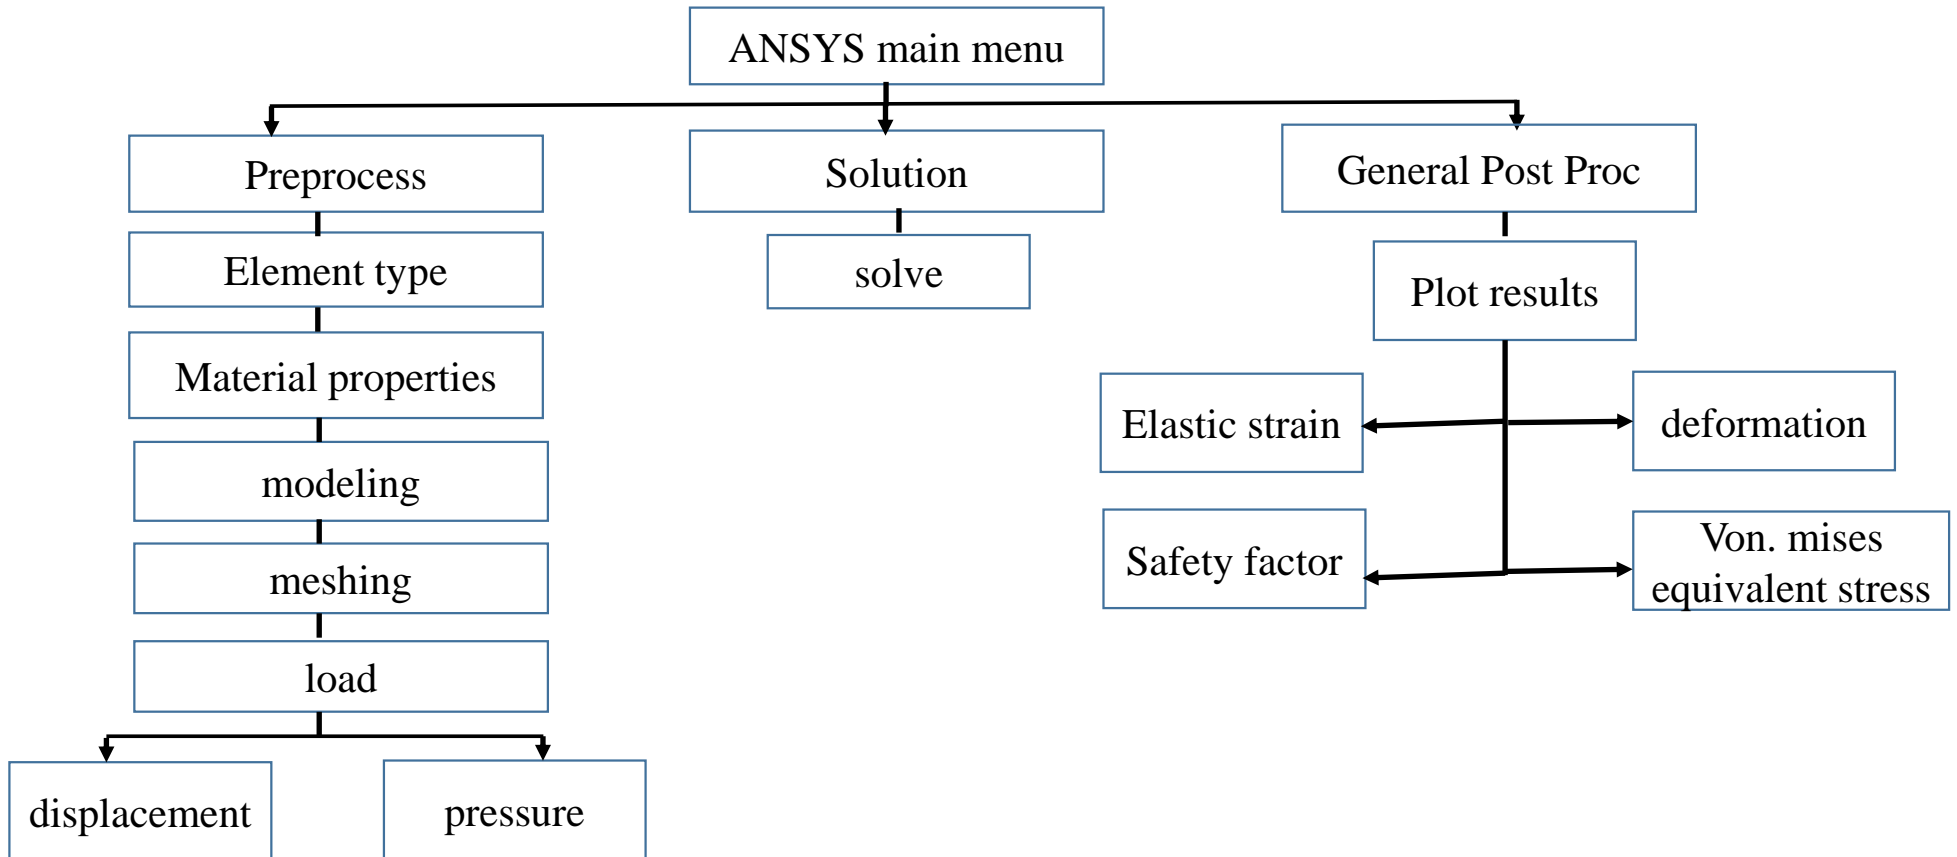 ANSYS main menu
Preprocess
Solution
General Post Proc
Element type
solve
Plot results
Material properties
Elastic strain
deformation
modeling
Safety factor
Von. mises
equivalent stress
meshing
load
displacement
pressure